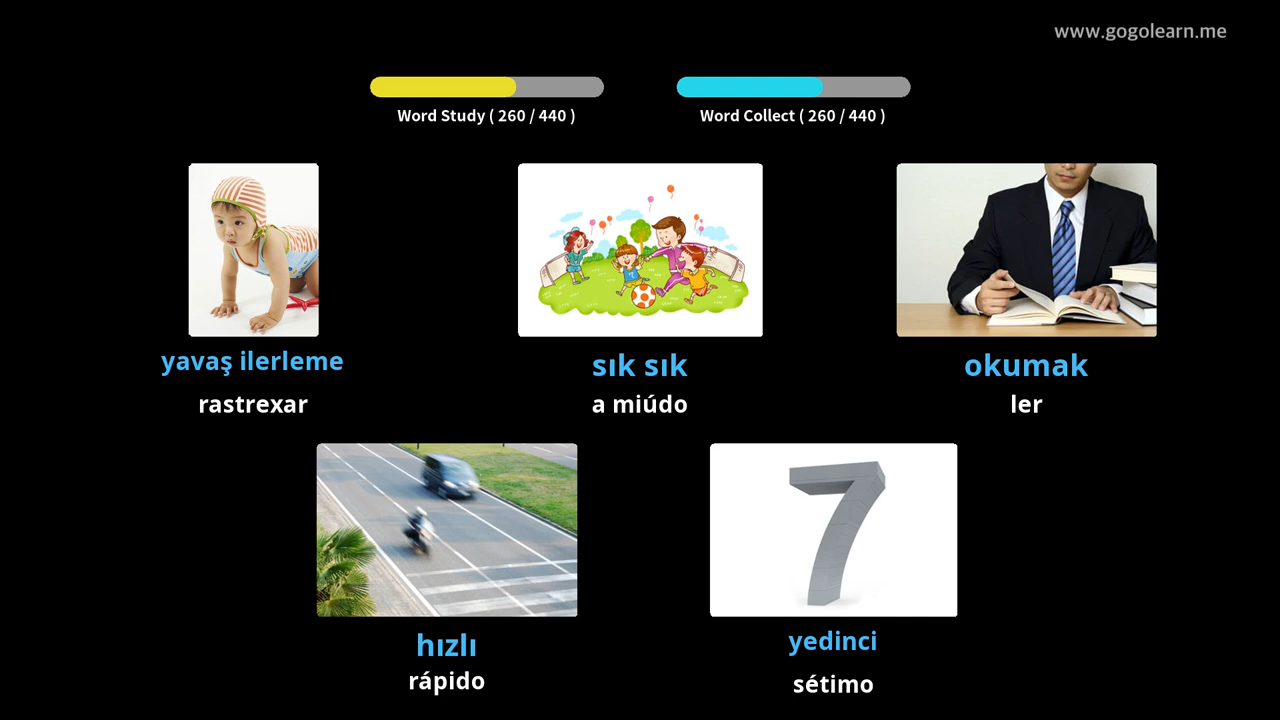 www.gogolearn.me
Word Study ( 260 / 440 )
Word Collect ( 260 / 440 )
yavaş ilerleme
rastrexar
sık sık
a miúdo
okumak
ler
hızlı
rápido
7
yedinci
sétimo